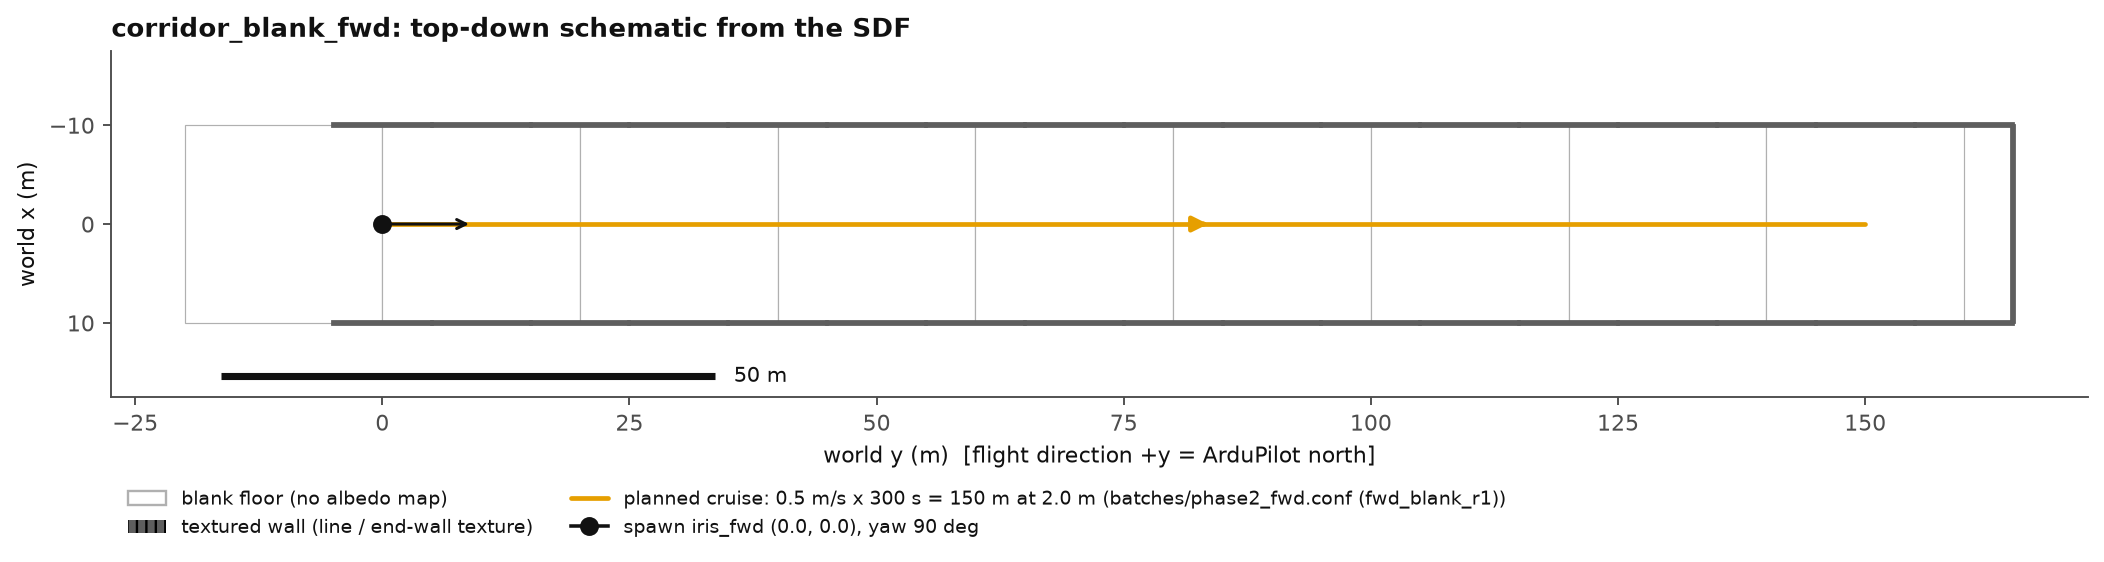 corridor_blank_fwd: top-down schematic from the SDF
world x (m)
−10
0
10
50 m
−25 0 25 50 75 100 125 150
world y (m)  [flight direction +y = ArduPilot north]
blank floor (no albedo map)
textured wall (line / end-wall texture)
planned cruise: 0.5 m/s x 300 s = 150 m at 2.0 m (batches/phase2_fwd.conf (fwd_blank_r1))
spawn iris_fwd (0.0, 0.0), yaw 90 deg